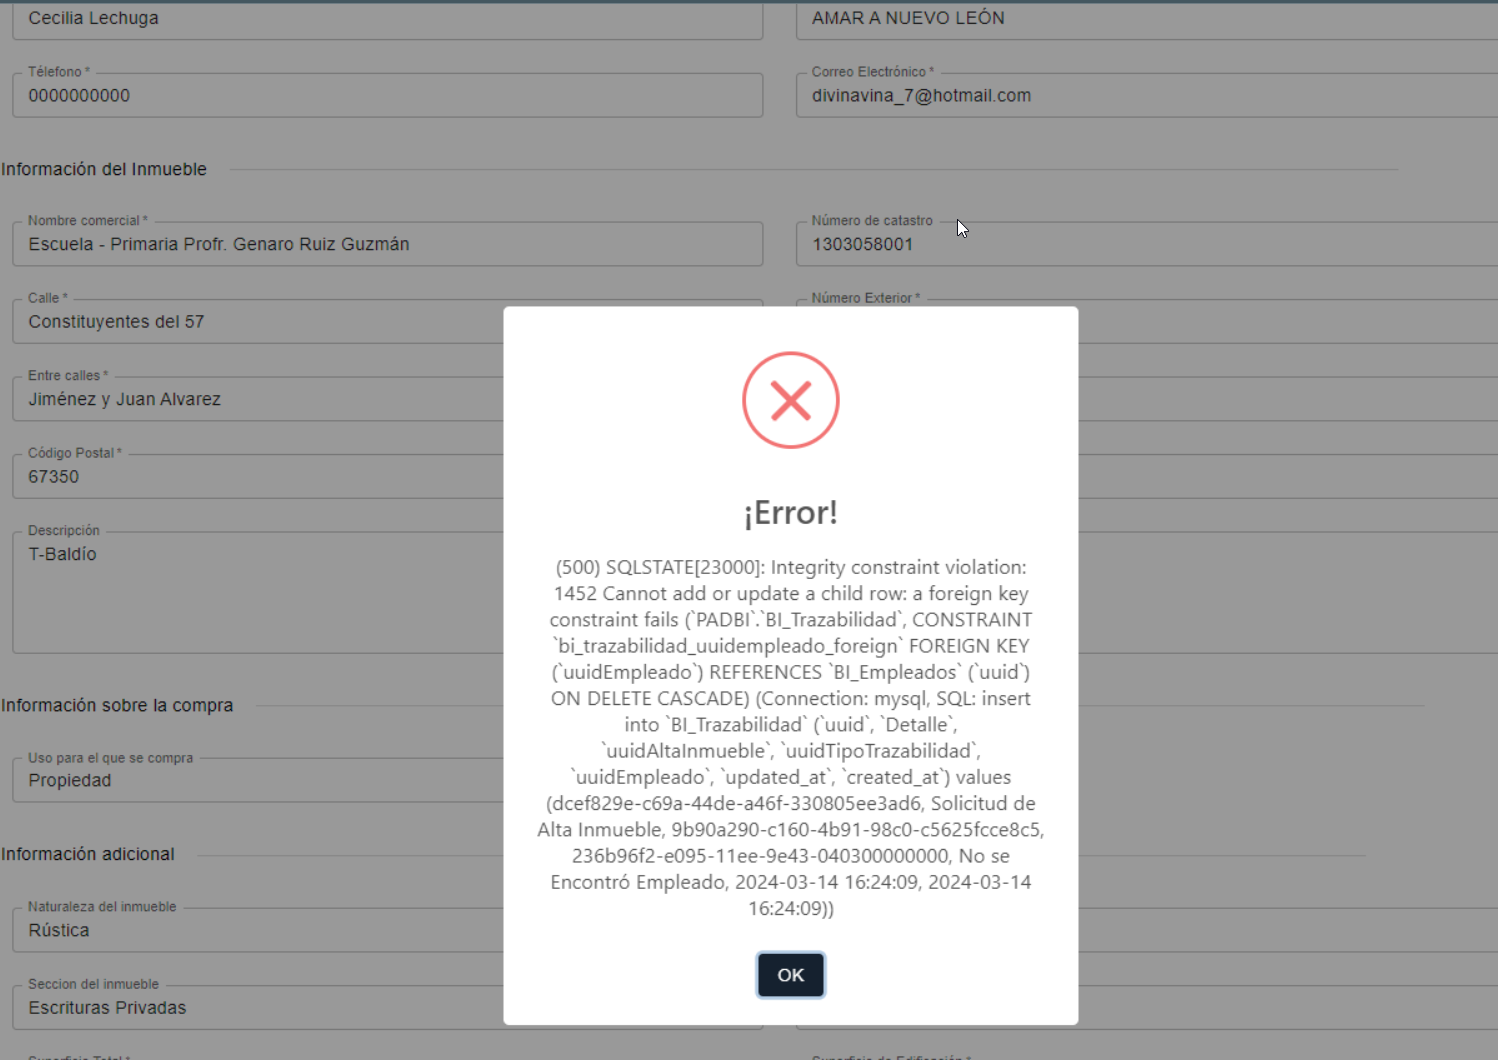 Cecilia Lechuga
AMAR A NUEVO LEÓN
Télefono *
0000000000
Correo Electrónico *
divinavina_7@hotmail.com
Información del Inmueble
Nombre comercial *
Escuela - Primaria Profr. Genaro Ruiz Guzmán
Número de catastro
1303058001
Calle *
Constituyentes del 57
Número Exterior *
Entre calles *
Jiménez y Juan Alvarez
Código Postal *
67350
Descripción
T-Baldío
Información sobre la compra
Uso para el que se compra
Propiedad
Información adicional
Naturaleza del inmueble
Rústica
Seccion del inmueble
Escrituras Privadas
Superficie Total *
Superficie de Edificación *
¡Error!
(500) SQLSTATE[23000]: Integrity constraint violation:
1452 Cannot add or update a child row: a foreign key
constraint fails (`PADBI`.`BI_Trazabilidad`, CONSTRAINT
`bi_trazabilidad_uuidempleado_foreign` FOREIGN KEY
(`uuidEmpleado`) REFERENCES `BI_Empleados` (`uuid`)
ON DELETE CASCADE) (Connection: mysql, SQL: insert
into `BI_Trazabilidad` (`uuid`, `Detalle`,
`uuidAltaInmueble`, `uuidTipoTrazabilidad`,
`uuidEmpleado`, `updated_at`, `created_at`) values
(dcef829e-c69a-44de-a46f-330805ee3ad6, Solicitud de
Alta Inmueble, 9b90a290-c160-4b91-98c0-c5625fcce8c5,
236b96f2-e095-11ee-9e43-040300000000, No se
Encontró Empleado, 2024-03-14 16:24:09, 2024-03-14
16:24:09))
OK